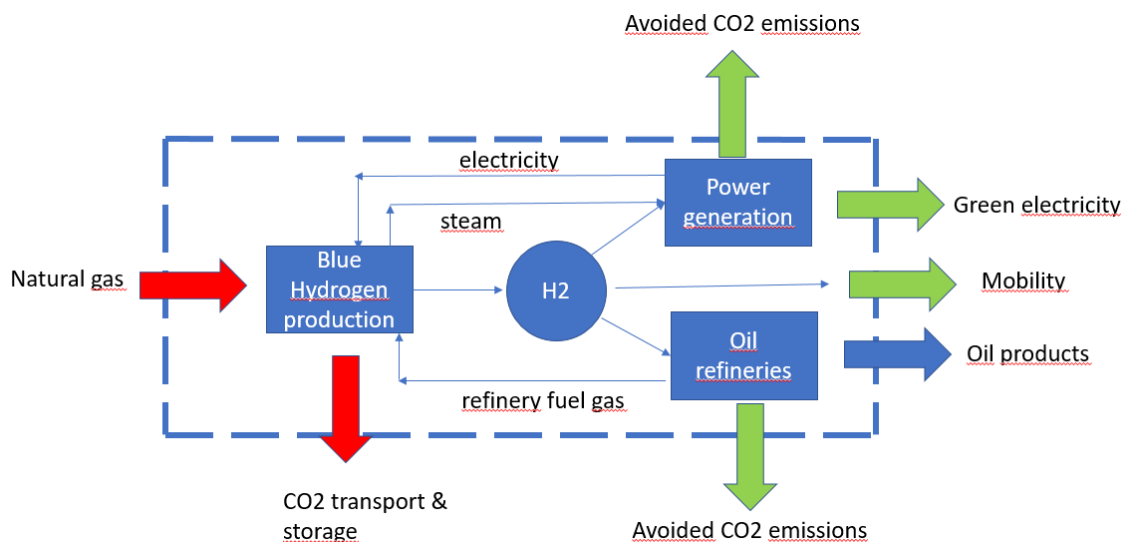 Avoided CO2 emissions
electricity
Power
generation
Green electricity
steam
Natural gas
Blue
Hydrogen
production
H2
Mobility
Oil
refineries
Oil products
refinery fuel gas
CO2 transport &
storage
Avoided CO2 emissions